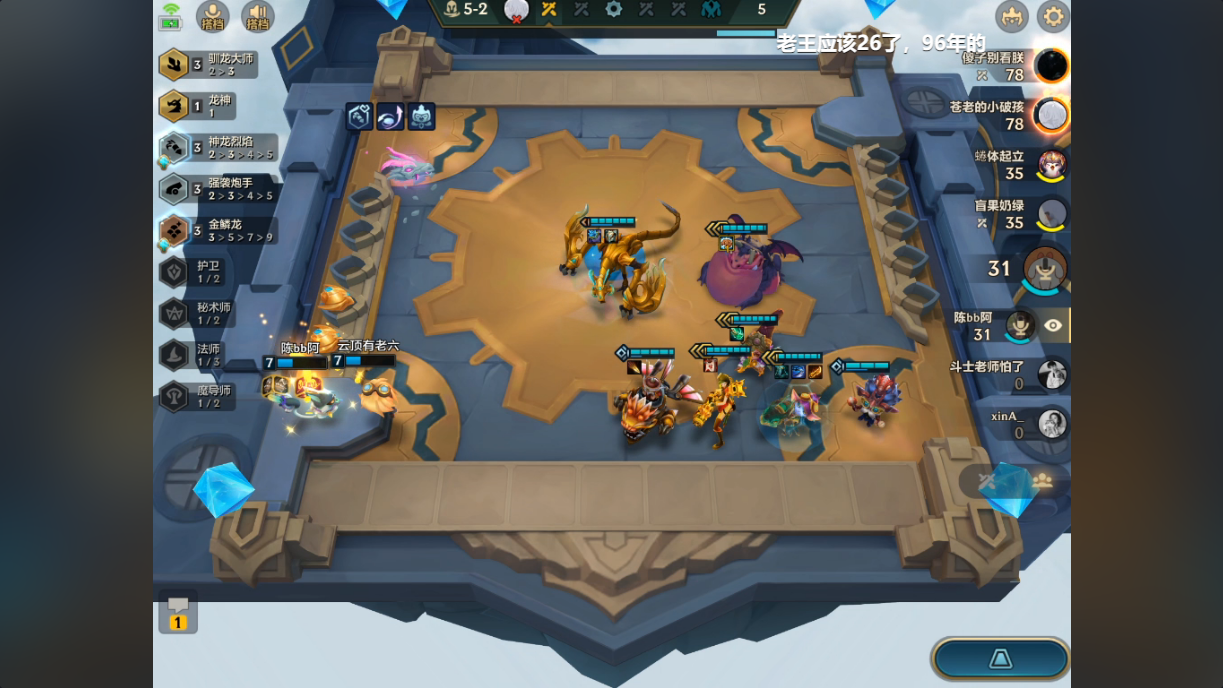 5-2
5
搭档
搭档
老王应该26了，96年的
3 驯龙大师
2 > 3
1 龙神
1
3 神龙烈焰
2 > 3 > 4 > 5
3 强袭炮手
2 > 3 > 4 > 5
3 金鳞龙
3 > 5 > 7 > 9
护卫
1 / 2
秘术师
1 / 2
法师
1 / 3
魔导师
1 / 2
傻子别看朕
78
苍老的小破孩
78
蜷体起立
35
盲果奶绿
35
31
陈bb阿
31
斗士老师怕了
0
xinA_
0
陈bb阿
7
云顶有老六
7
1